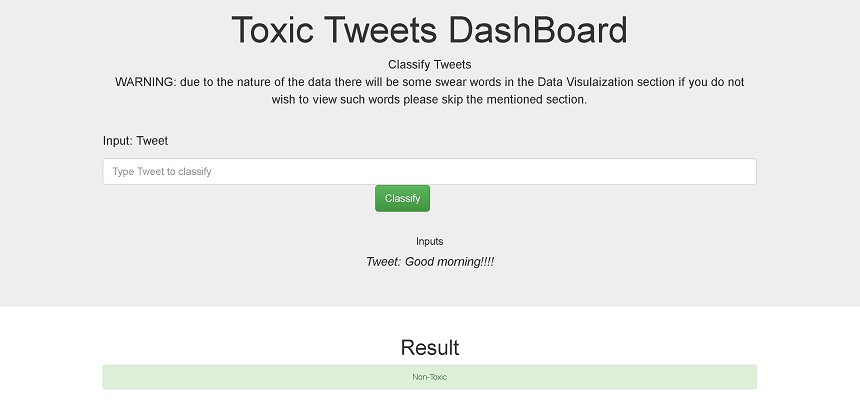 Toxic Tweets DashBoard
Classify Tweets
WARNING: due to the nature of the data there will be some swear words in the Data Visulaization section if you do not
wish to view such words please skip the mentioned section.
Input: Tweet
Type Tweet to classify
Classify
Inputs
Tweet: Good morning!!!!
Result
Non-Toxic